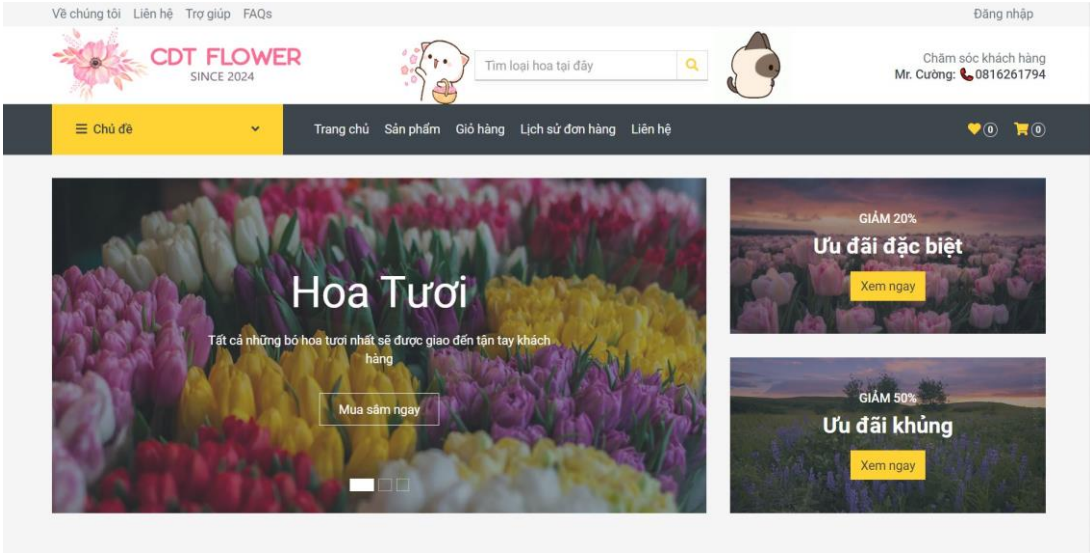 Về chúng tôi Liên hệ Trợ giúp FAQs
Đăng nhập
CDT FLOWER
SINCE 2024
Tìm loại hoa tại đây
Chăm sóc khách hàng
Mr. Cường: 0816261794
Chủ đề
Trang chủ Sản phẩm Giỏ hàng Lịch sử đơn hàng Liên hệ
0 0
Hoa Tươi
Tất cả những bó hoa tươi nhất sẽ được giao đến tận tay khách
hàng
Mua sắm ngay
GIẢM 20%
Ưu đãi đặc biệt
Xem ngay
GIẢM 50%
Ưu đãi khủng
Xem ngay